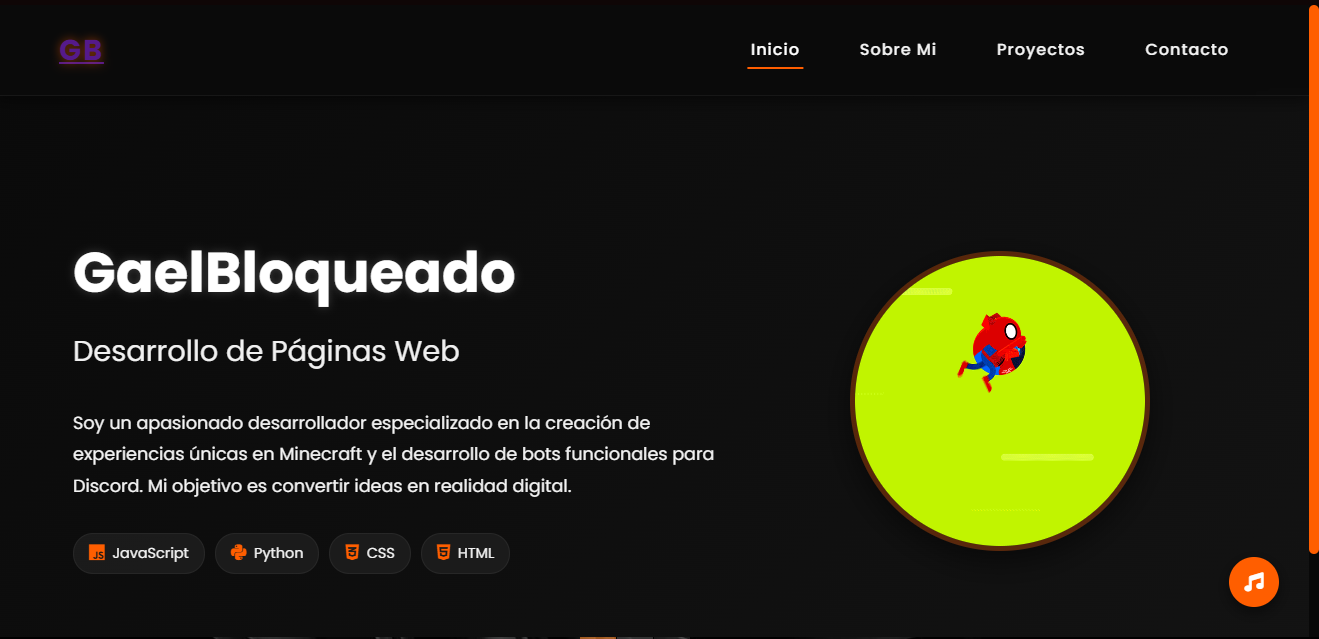 GB
Inicio
Sobre Mi
Proyectos
Contacto
GaelBloqueado
Desarrollo de Páginas Web
Soy un apasionado desarrollador especializado en la creación de
experiencias únicas en Minecraft y el desarrollo de bots funcionales para
Discord. Mi objetivo es convertir ideas en realidad digital.
JavaScript
Python
CSS
HTML